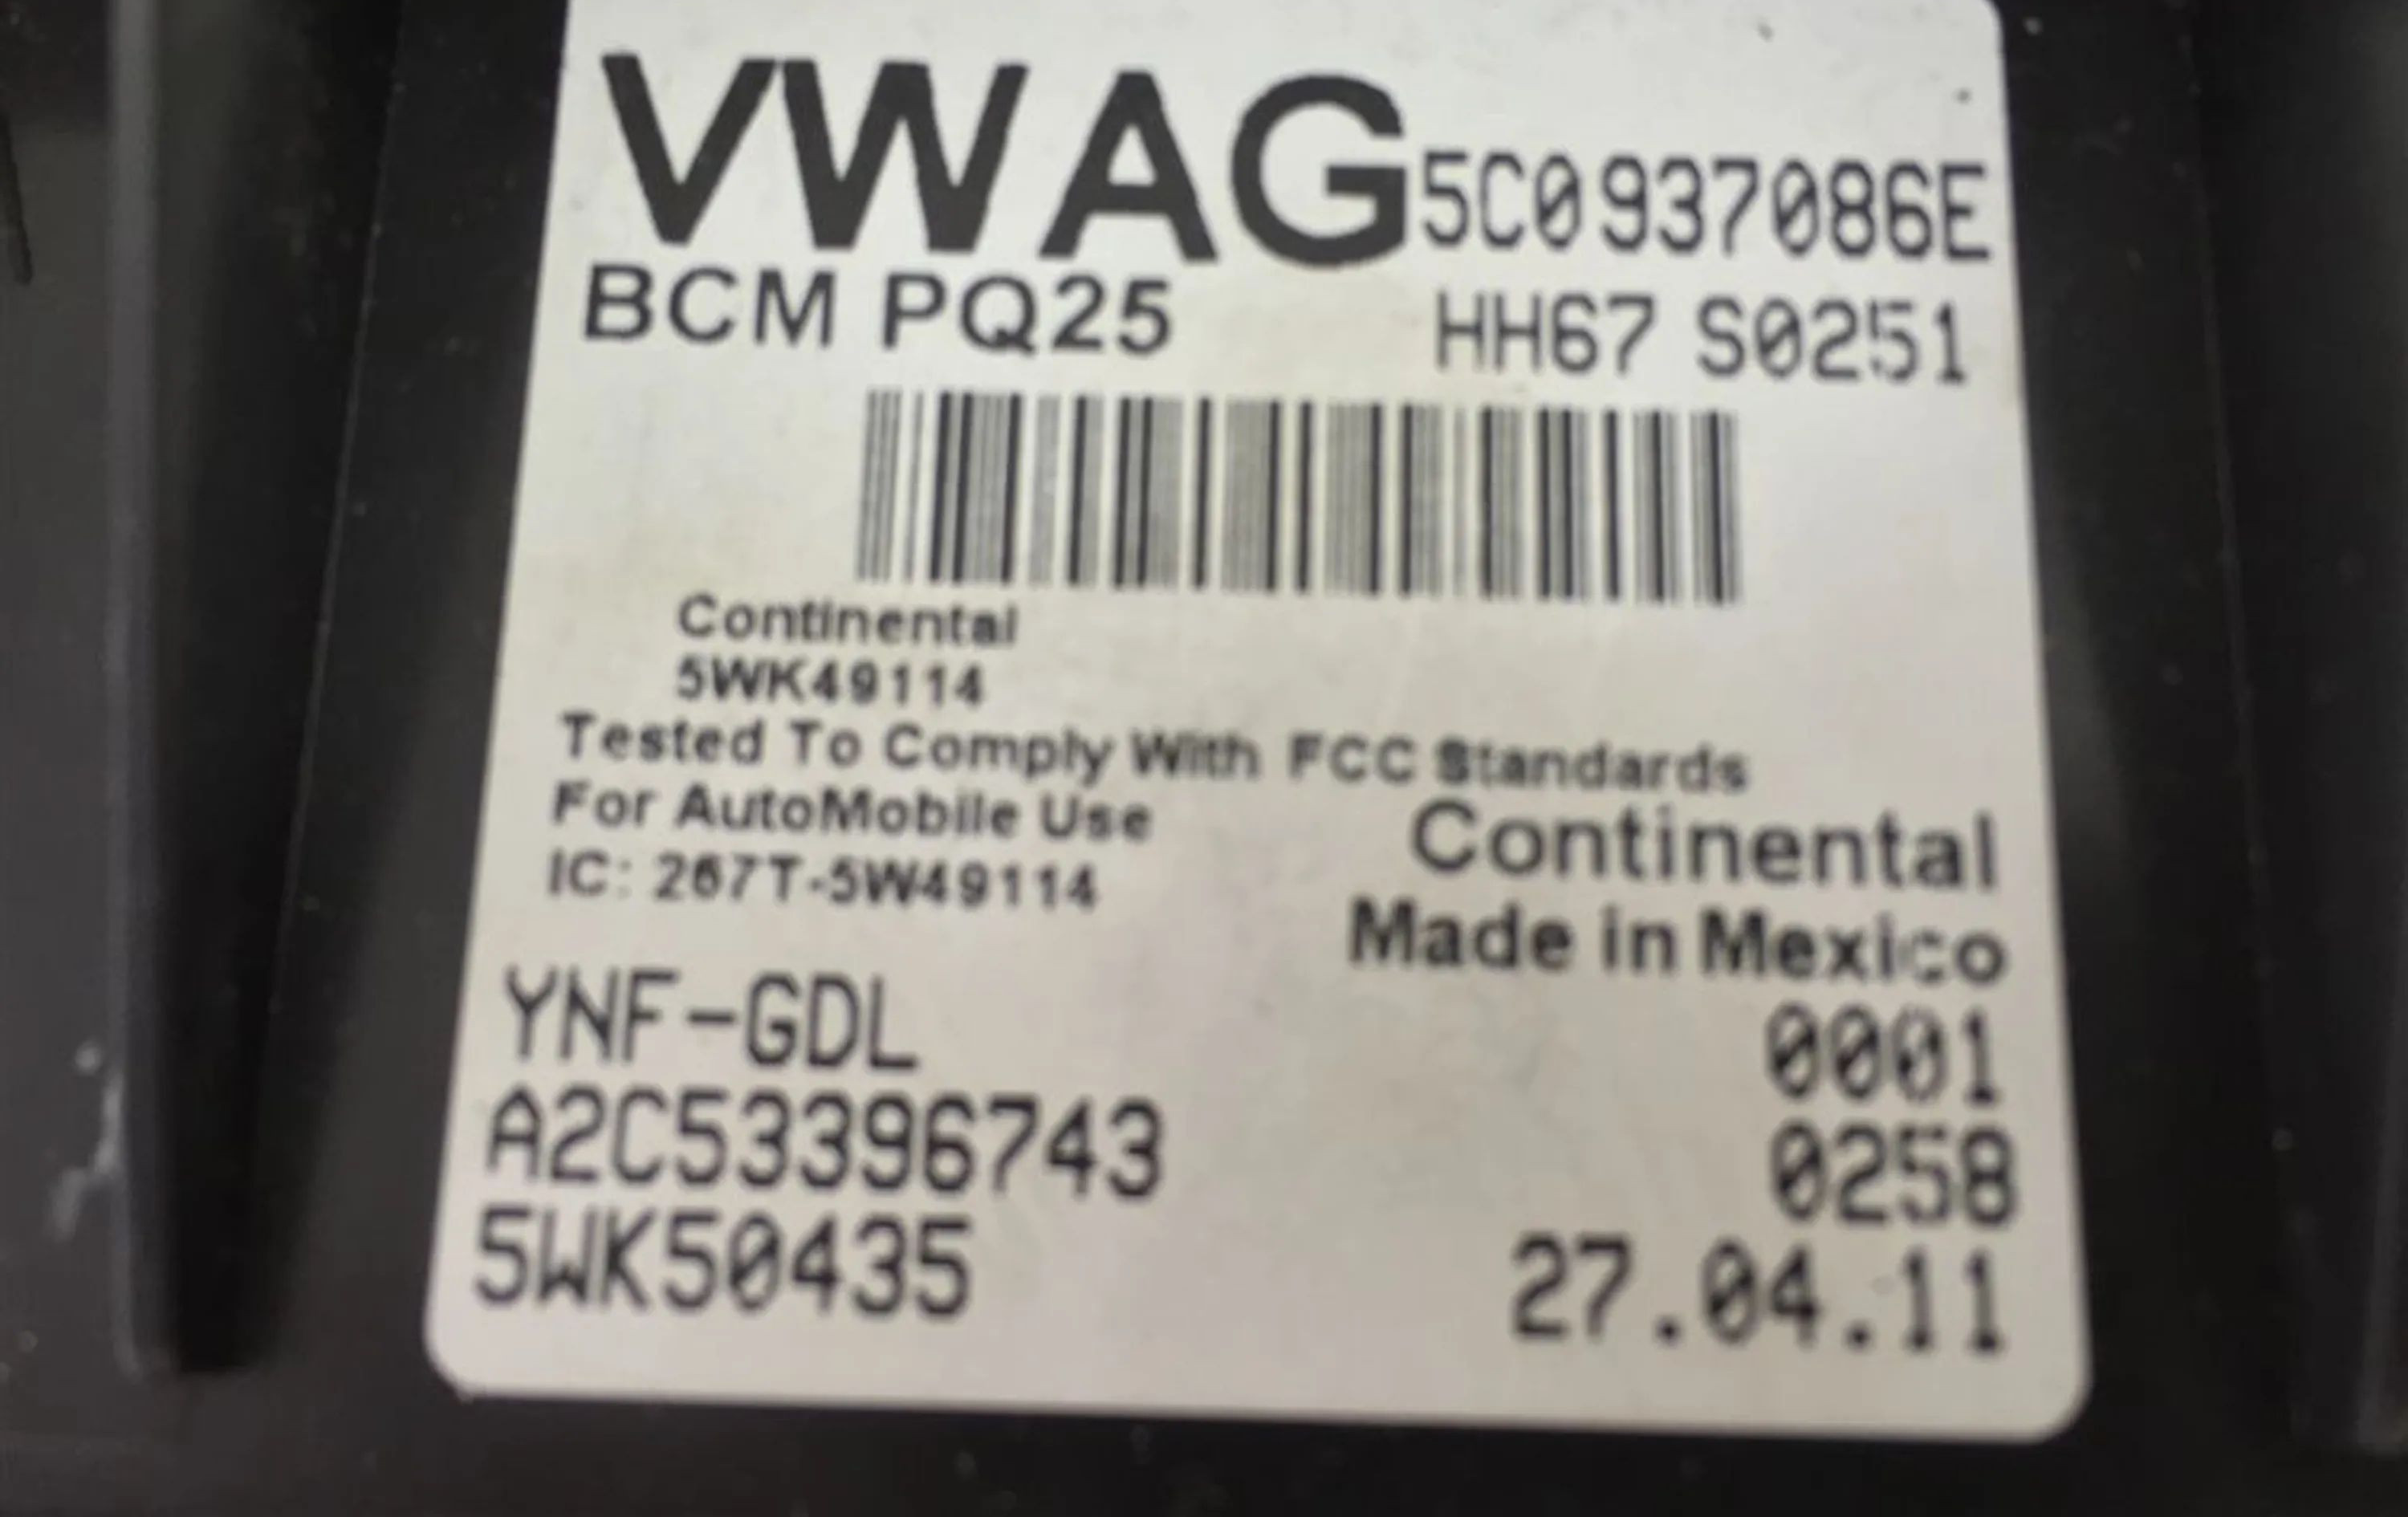 VWAG 5C0937086E
BCM PQ25 HH67 S0251
Continental
5WK49114
Tested To Comply With FCC Standards
For AutoMobile Use
IC: 267T-5W49114
Continental
Made in Mexico
YNF-GDL 0001
A2C53396743 0258
5WK50435 27.04.11